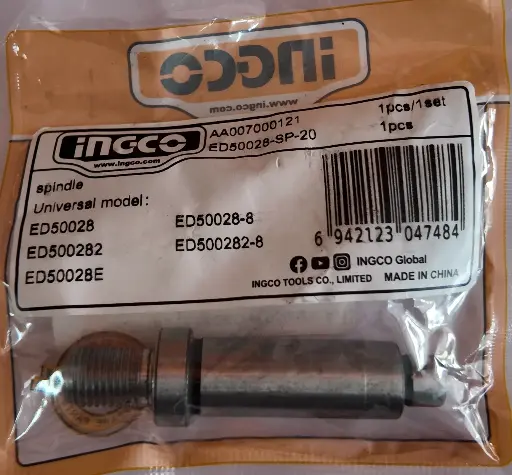 INGCO
www.ingco.com
INGCO
www.ingco.com
AA007000121
1pcs/1set
ED50028-SP-20
1pcs
spindle
Universal model:
ED50028
ED50028-8
ED500282
ED500282-8
ED50028E
6 942123 047484
INGCO Global
INGCO TOOLS CO., LIMITED MADE IN CHINA